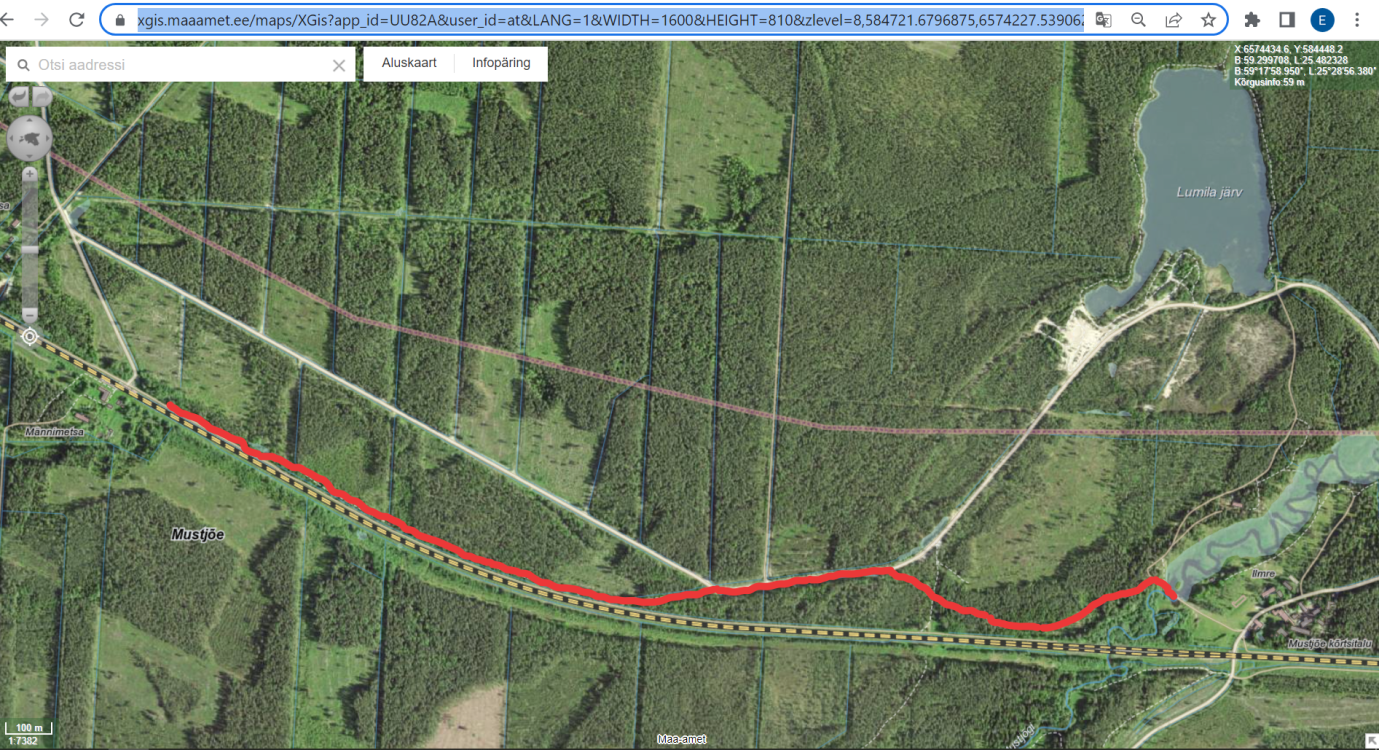 xgis.maaamet.ee/maps/XGis?app_id=UU82A&user_id=at&LANG=1&WIDTH=1600&HEIGHT=810&zlevel=8,584721.6796875,6574227.539062
E
Otsi aadressi
Aluskaart
Infopäring
X:6574434.6, Y:584448.2
B:59.299708, L:25.482328
B:59°17'58.950", L:25°28'56.380"
Kõrgusinfo:59 m
Lumila järv
sa
Männimetsa
Mustjõe
Ilmre
Mustjõe kõrtsitalu
100 m
1:7382
Maa-amet